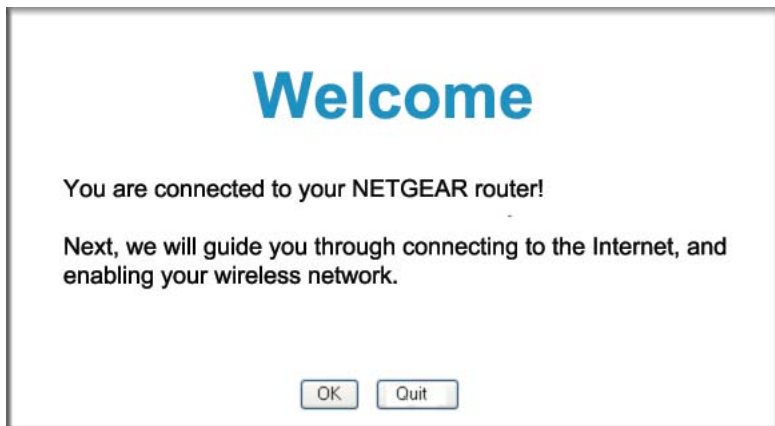 Welcome
You are connected to your NETGEAR router!
Next, we will guide you through connecting to the Internet, and
enabling your wireless network.
OK Quit